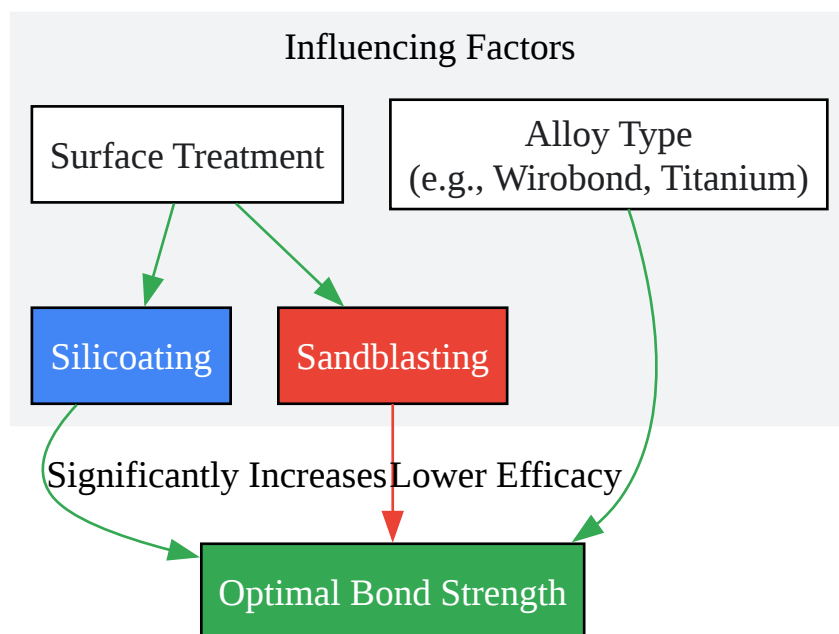 Influencing Factors
Surface Treatment
Alloy Type
(e.g., Wirobond, Titanium)
Silicoating
Sandblasting
Significantly Increases
Lower Efficacy
Optimal Bond Strength